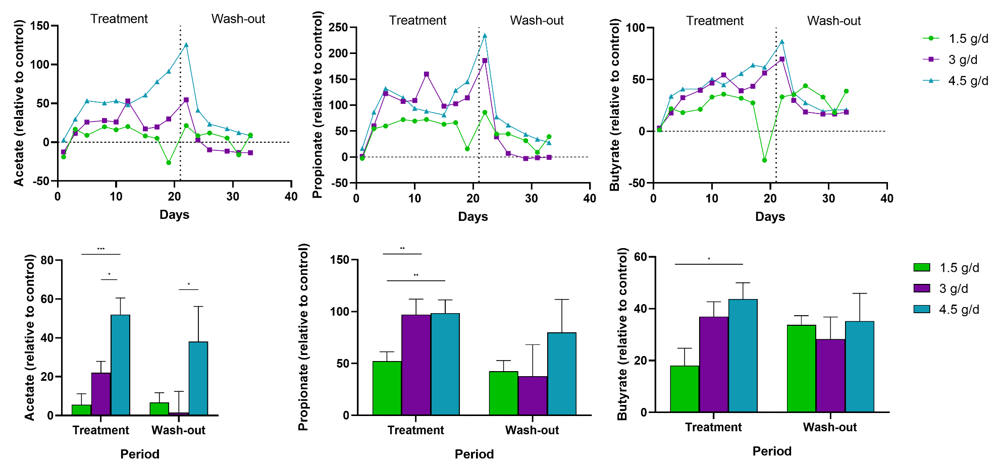 Treatment Wash-out
Acetate (relative to control)
150
100
50
0
-50
0 10 20 30 40
Days
Treatment Wash-out
Propionate (relative to control)
250
200
150
100
50
0
-50
0 10 20 30 40
Days
Treatment Wash-out
Butyrate (relative to control)
100
50
0
-50
0 10 20 30 40
Days
1.5 g/d
3 g/d
4.5 g/d
Acetate (relative to control)
80
60
40
20
0
***
*
*
Treatment Wash-out
Period
Propionate (relative to control)
150
100
50
0
**
**
Treatment Wash-out
Period
Butyrate (relative to control)
60
40
20
0
*
Treatment Wash-out
Period
1.5 g/d
3 g/d
4.5 g/d